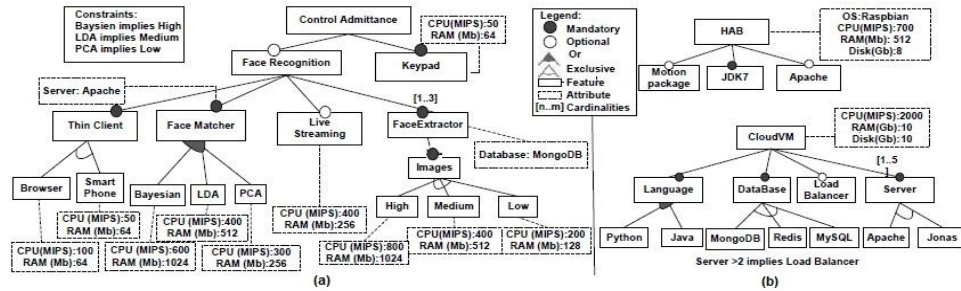 Constraints:
Baysien implies High
LDA implies Medium
PCA implies Low
Control Admittance
CPU(MIPS):50
RAM (Mb):64
Face Recognition
Keypad
Server: Apache
[1..3]
Thin Client
Face Matcher
Live
Streaming
FaceExtractor
Database: MongoDB
Images
Browser
Smart
Phone
Bayesian
LDA
PCA
High
Medium
Low
CPU (MIPS):50
RAM (Mb):64
CPU (MIPS): 400
RAM (Mb):512
CPU (MIPS):400
RAM (Mb):256
CPU(MIPS):100
RAM (Mb):64
CPU (MIPS): 600
RAM (Mb):1024
CPU (MIPS): 300
RAM (Mb):256
CPU (MIPS):800
RAM (Mb):1024
CPU (MIPS):400
RAM (Mb):512
CPU (MIPS): 200
RAM (Mb):128
(a)
Legend:
Mandatory
Optional
Or
Exclusive
Feature
Attribute
[n..m] Cardinalities
HAB
OS:Raspbian
CPU(MIPS):700
RAM(Mb): 512
Disk(Gb):8
Motion
package
JDK7
Apache
CloudVM
CPU(MIPS):2000
RAM(Gb):10
Disk(Gb):10
[1..5
]
Language
DataBase
Load
Balancer
Server
Python
Java
MongoDB
Redis
MySQL
Apache
Jonas
Server >2 implies Load Balancer
(b)